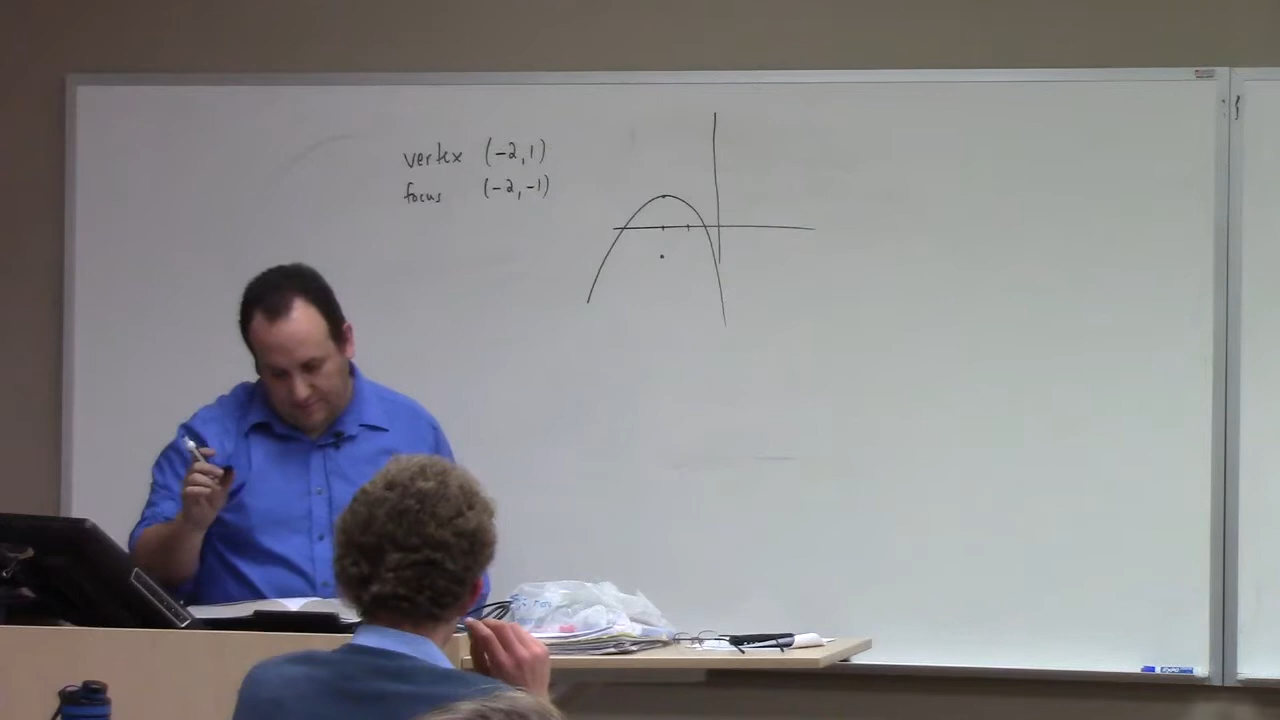 vertex (-2,1)
focus (-2,-1)